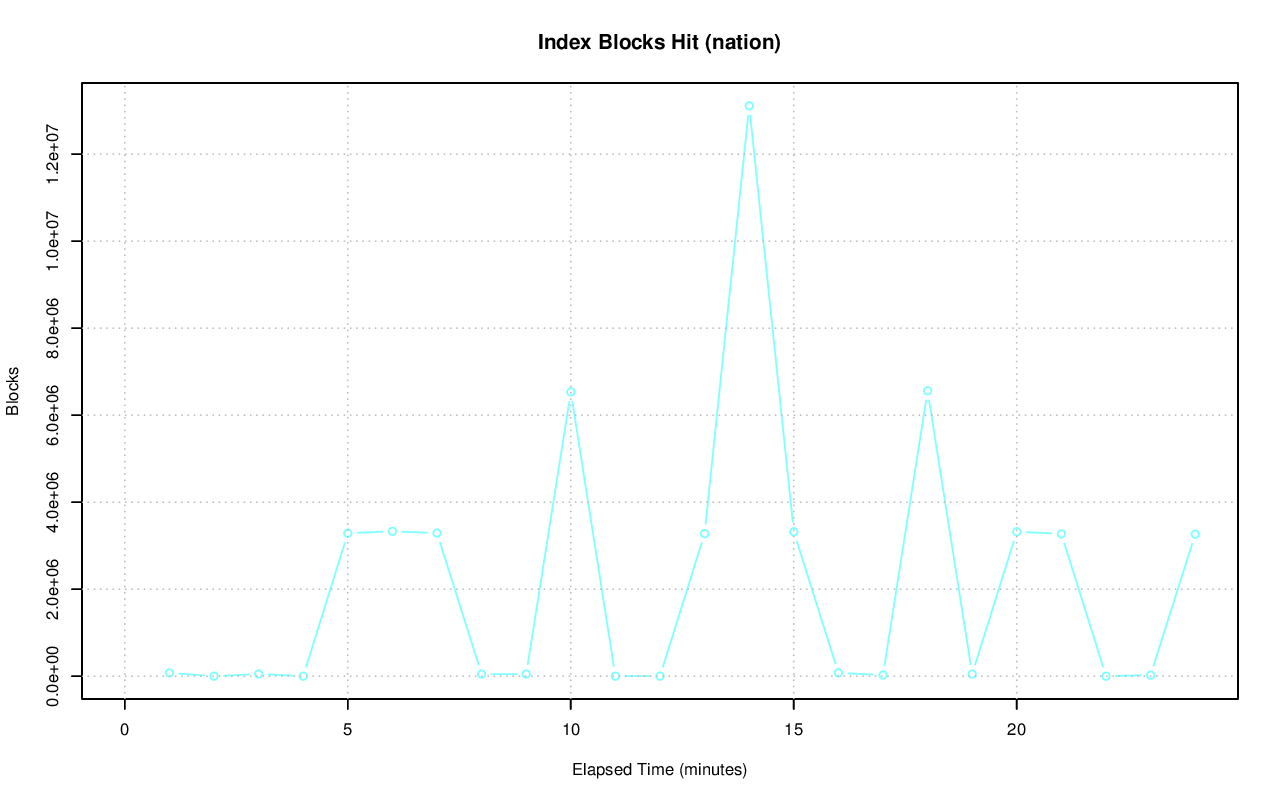 Index Blocks Hit (nation)
Blocks
1.2e+07
1.0e+07
8.0e+06
6.0e+06
4.0e+06
2.0e+06
0.0e+00
0 5 10 15 20
Elapsed Time (minutes)